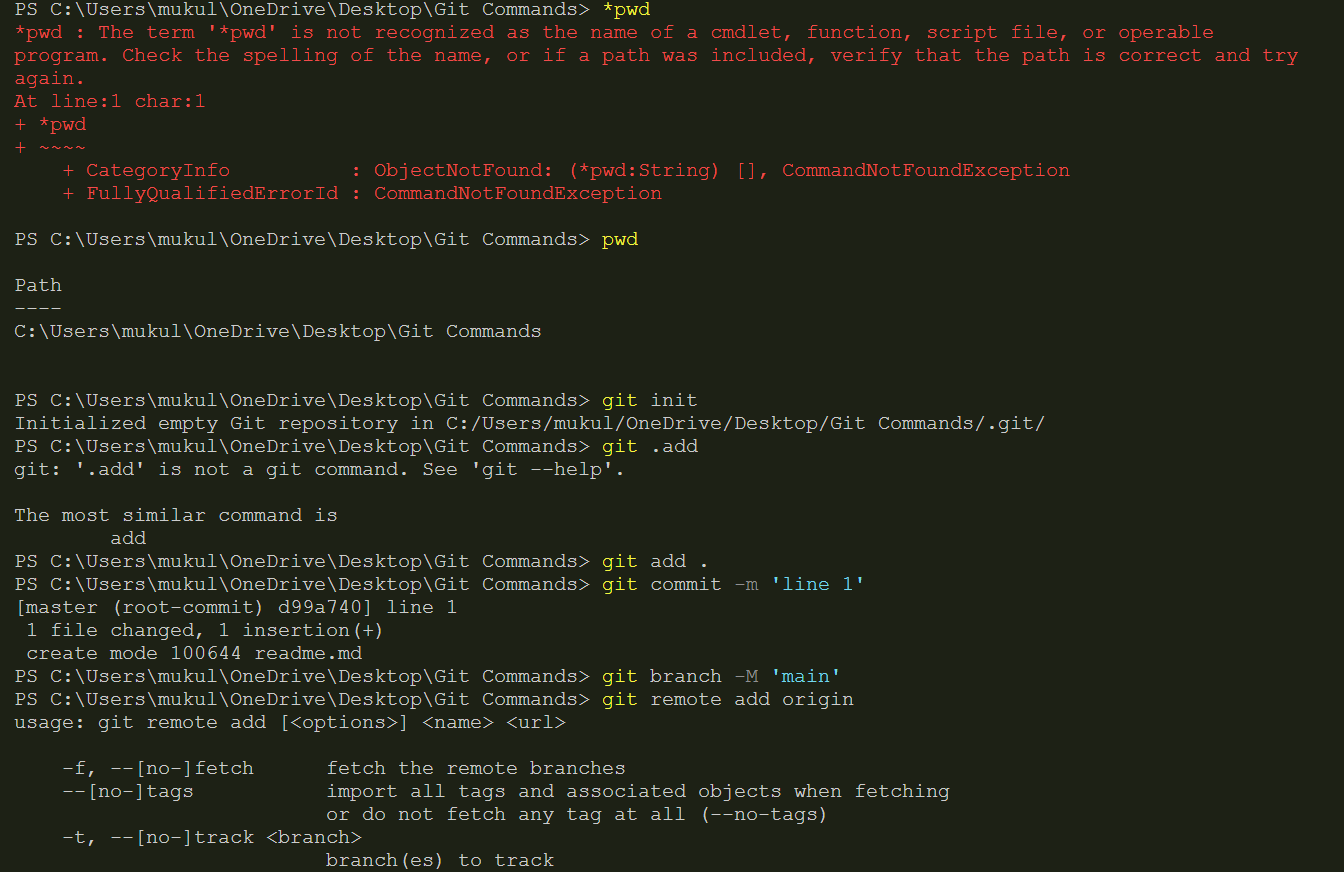 PS C:\Users\mukul\OneDrive\Desktop\Git Commands> *pwd
*pwd : The term '*pwd' is not recognized as the name of a cmdlet, function, script file, or operable
program. Check the spelling of the name, or if a path was included, verify that the path is correct and try
again.
At line:1 char:1
+ *pwd
+ ~~~~
    + CategoryInfo          : ObjectNotFound: (*pwd:String) [], CommandNotFoundException
    + FullyQualifiedErrorId : CommandNotFoundException

PS C:\Users\mukul\OneDrive\Desktop\Git Commands> pwd

Path
----
C:\Users\mukul\OneDrive\Desktop\Git Commands


PS C:\Users\mukul\OneDrive\Desktop\Git Commands> git init
Initialized empty Git repository in C:/Users/mukul/OneDrive/Desktop/Git Commands/.git/
PS C:\Users\mukul\OneDrive\Desktop\Git Commands> git .add
git: '.add' is not a git command. See 'git --help'.

The most similar command is
        add
PS C:\Users\mukul\OneDrive\Desktop\Git Commands> git add .
PS C:\Users\mukul\OneDrive\Desktop\Git Commands> git commit -m 'line 1'
[master (root-commit) d99a740] line 1
 1 file changed, 1 insertion(+)
 create mode 100644 readme.md
PS C:\Users\mukul\OneDrive\Desktop\Git Commands> git branch -M 'main'
PS C:\Users\mukul\OneDrive\Desktop\Git Commands> git remote add origin
usage: git remote add [<options>] <name> <url>

    -f, --[no-]fetch      fetch the remote branches
    --[no-]tags           import all tags and associated objects when fetching
                          or do not fetch any tag at all (--no-tags)
    -t, --[no-]track <branch>
                          branch(es) to track